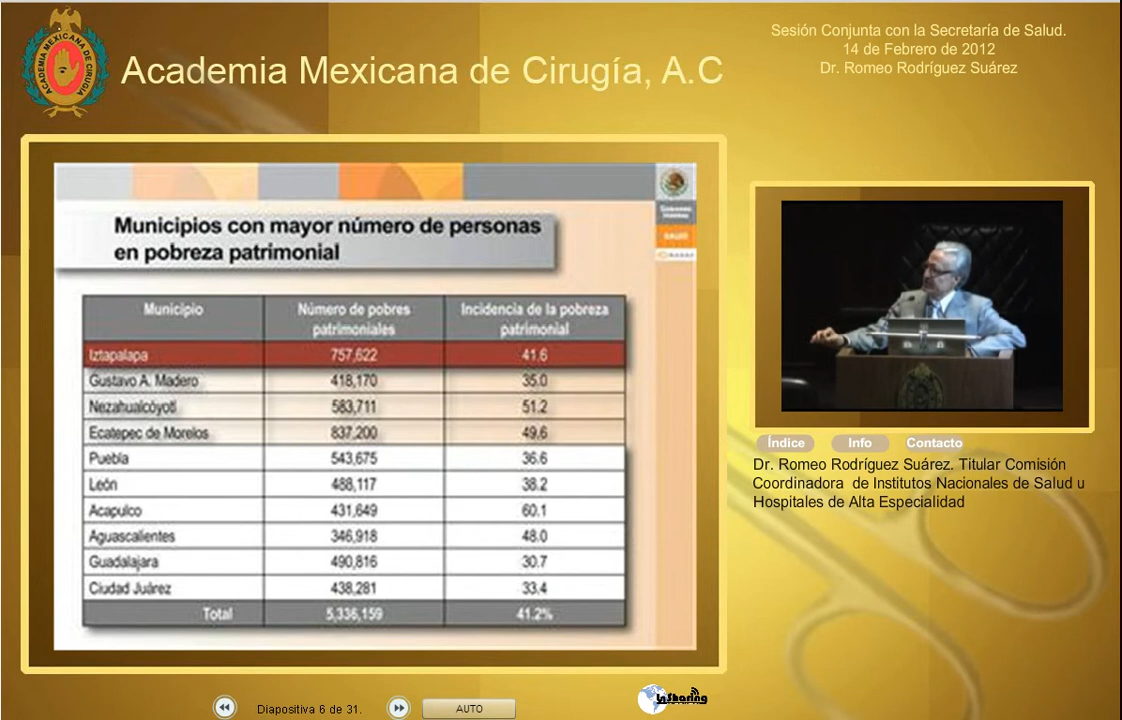 ACADEMIA MEXICANA DE CIRUGÍA
Academia Mexicana de Cirugía, A.C
Sesión Conjunta con la Secretaría de Salud.
14 de Febrero de 2012
Dr. Romeo Rodríguez Suárez
Municipios con mayor número de personas
en pobreza patrimonial
Municipio Número de pobres patrimoniales Incidencia de la pobreza patrimonial
Iztapalapa 757,622 41.6
Gustavo A. Madero 418,170 35.0
Nezahualcóyotl 583,711 51.2
Ecatepec de Morelos 837,200 49.6
Puebla 543,675 36.6
León 488,117 38.2
Acapulco 431,649 60.1
Aguascalientes 346,918 48.0
Guadalajara 490,816 30.7
Ciudad Juárez 438,281 33.4
Total 5,336,159 41.2%
SALUD
Índice Info Contacto
Dr. Romeo Rodríguez Suárez. Titular Comisión
Coordinadora de Institutos Nacionales de Salud u
Hospitales de Alta Especialidad
Diapositiva 6 de 31.
AUTO
InSharing